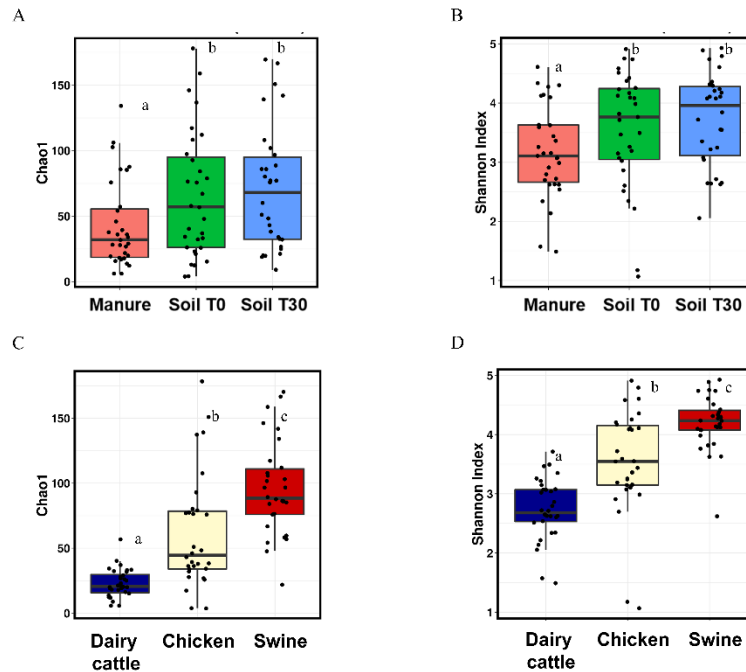 A
Chao1
150
100
50
0
a
b
b
Manure Soil T0 Soil T30
B
Shannon Index
5
4
3
2
1
a
b
b
Manure Soil T0 Soil T30
C
Chao1
150
100
50
0
a
b
c
Dairy cattle Chicken Swine
D
Shannon Index
5
4
3
2
1
a
b
c
Dairy cattle Chicken Swine